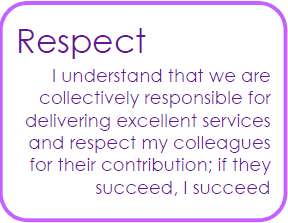 Respect
I understand that we are
collectively responsible for
delivering excellent services
and respect my colleagues
for their contribution; if they
succeed, I succeed